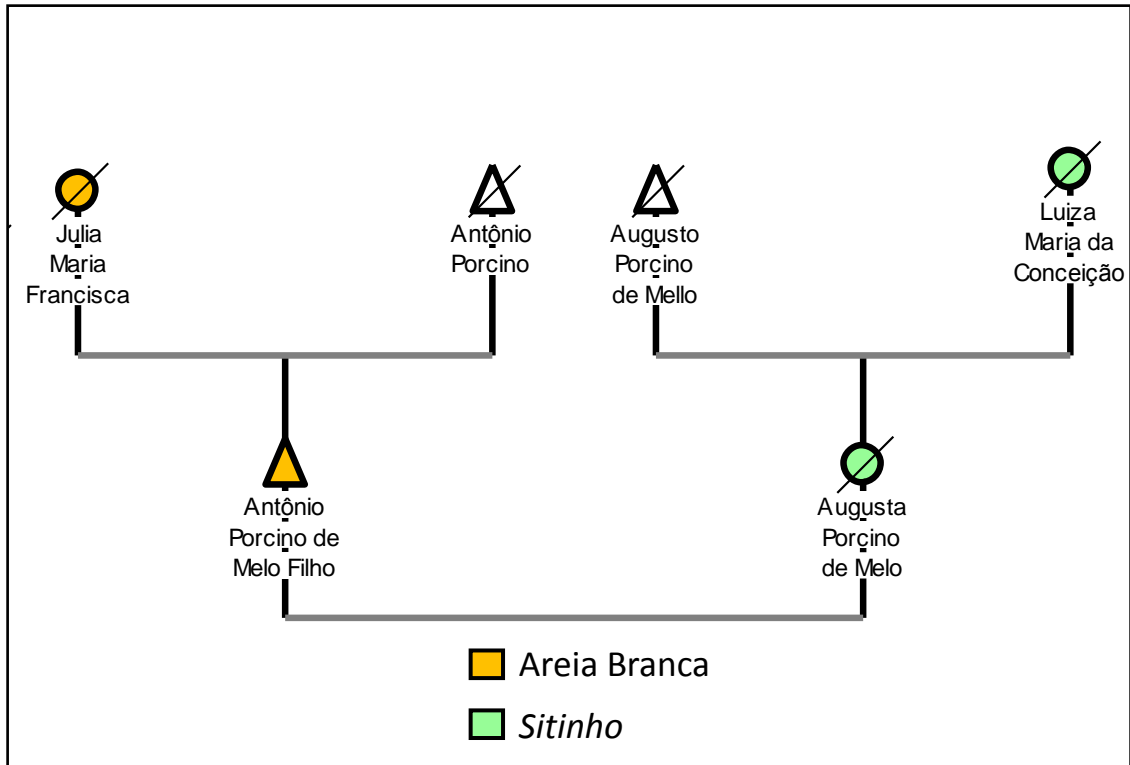 Julia
Maria
Francisca
Antônio
Porcino
Augusto
Porcino
de Mello
Luiza
Maria da
Conceição
Antônio
Porcino de
Melo Filho
Augusta
Porcino
de Melo
Areia Branca
Sitinho